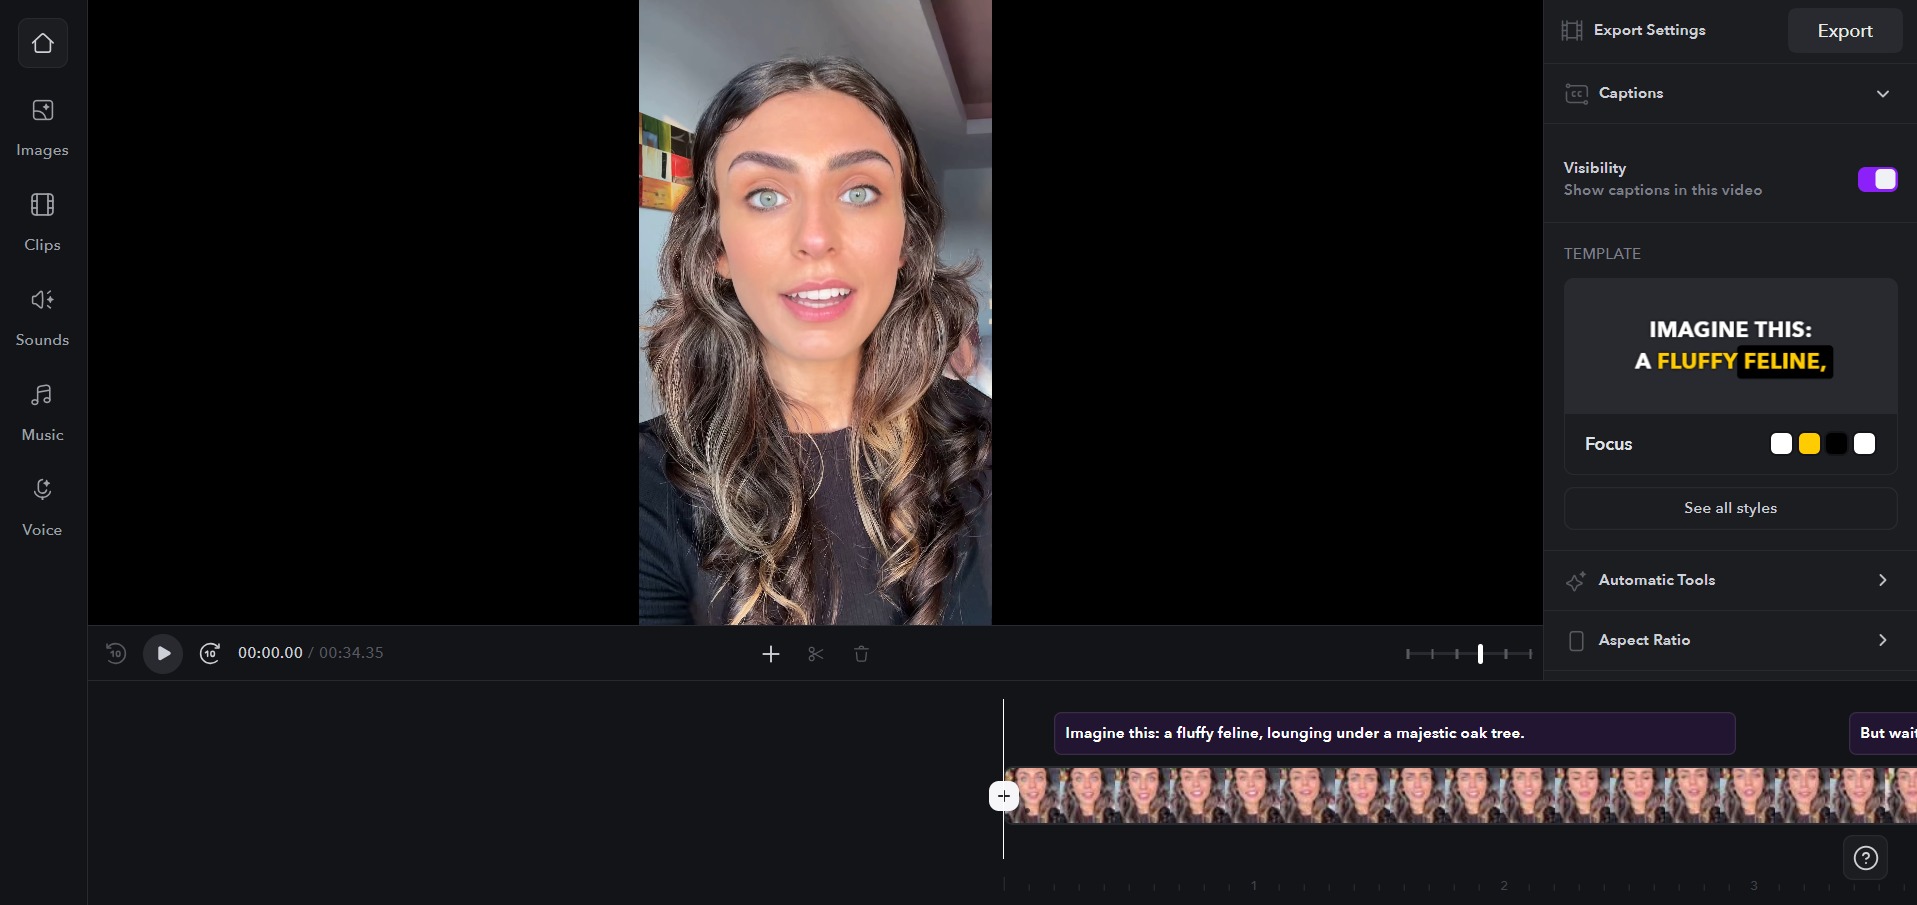 Images
Clips
Sounds
Music
Voice
Export Settings
Export
CC
Captions
Visibility
Show captions in this video
TEMPLATE
IMAGINE THIS:
A FLUFFY FELINE,
Focus
See all styles
Automatic Tools
Aspect Ratio
10
10
00:00.00 / 00:34.35
Imagine this: a fluffy feline, lounging under a majestic oak tree.
But wait
1
2
3